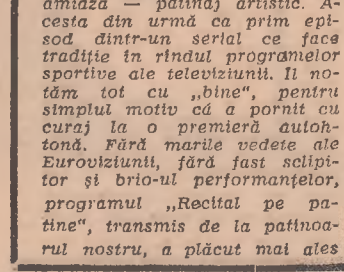 amiază — patinaj artistic. A-
cesta din urmă ca prim epi-
sod dintr-un serial ce face
tradiție în rîndul programelor
sportive ale televiziunii. Il no-
tăm tot cu „bine“, pentru
simplul motiv că a pornit cu
curaj la o premieră autoh-
tonă. Fără marile vedete ale
Euroviziunii, fără fast sclipi-
tor și brio-ul performanțelor,
programul „Recital pe pa-
tine“, transmis de la patinoa-
rul nostru, a plăcut mai ales